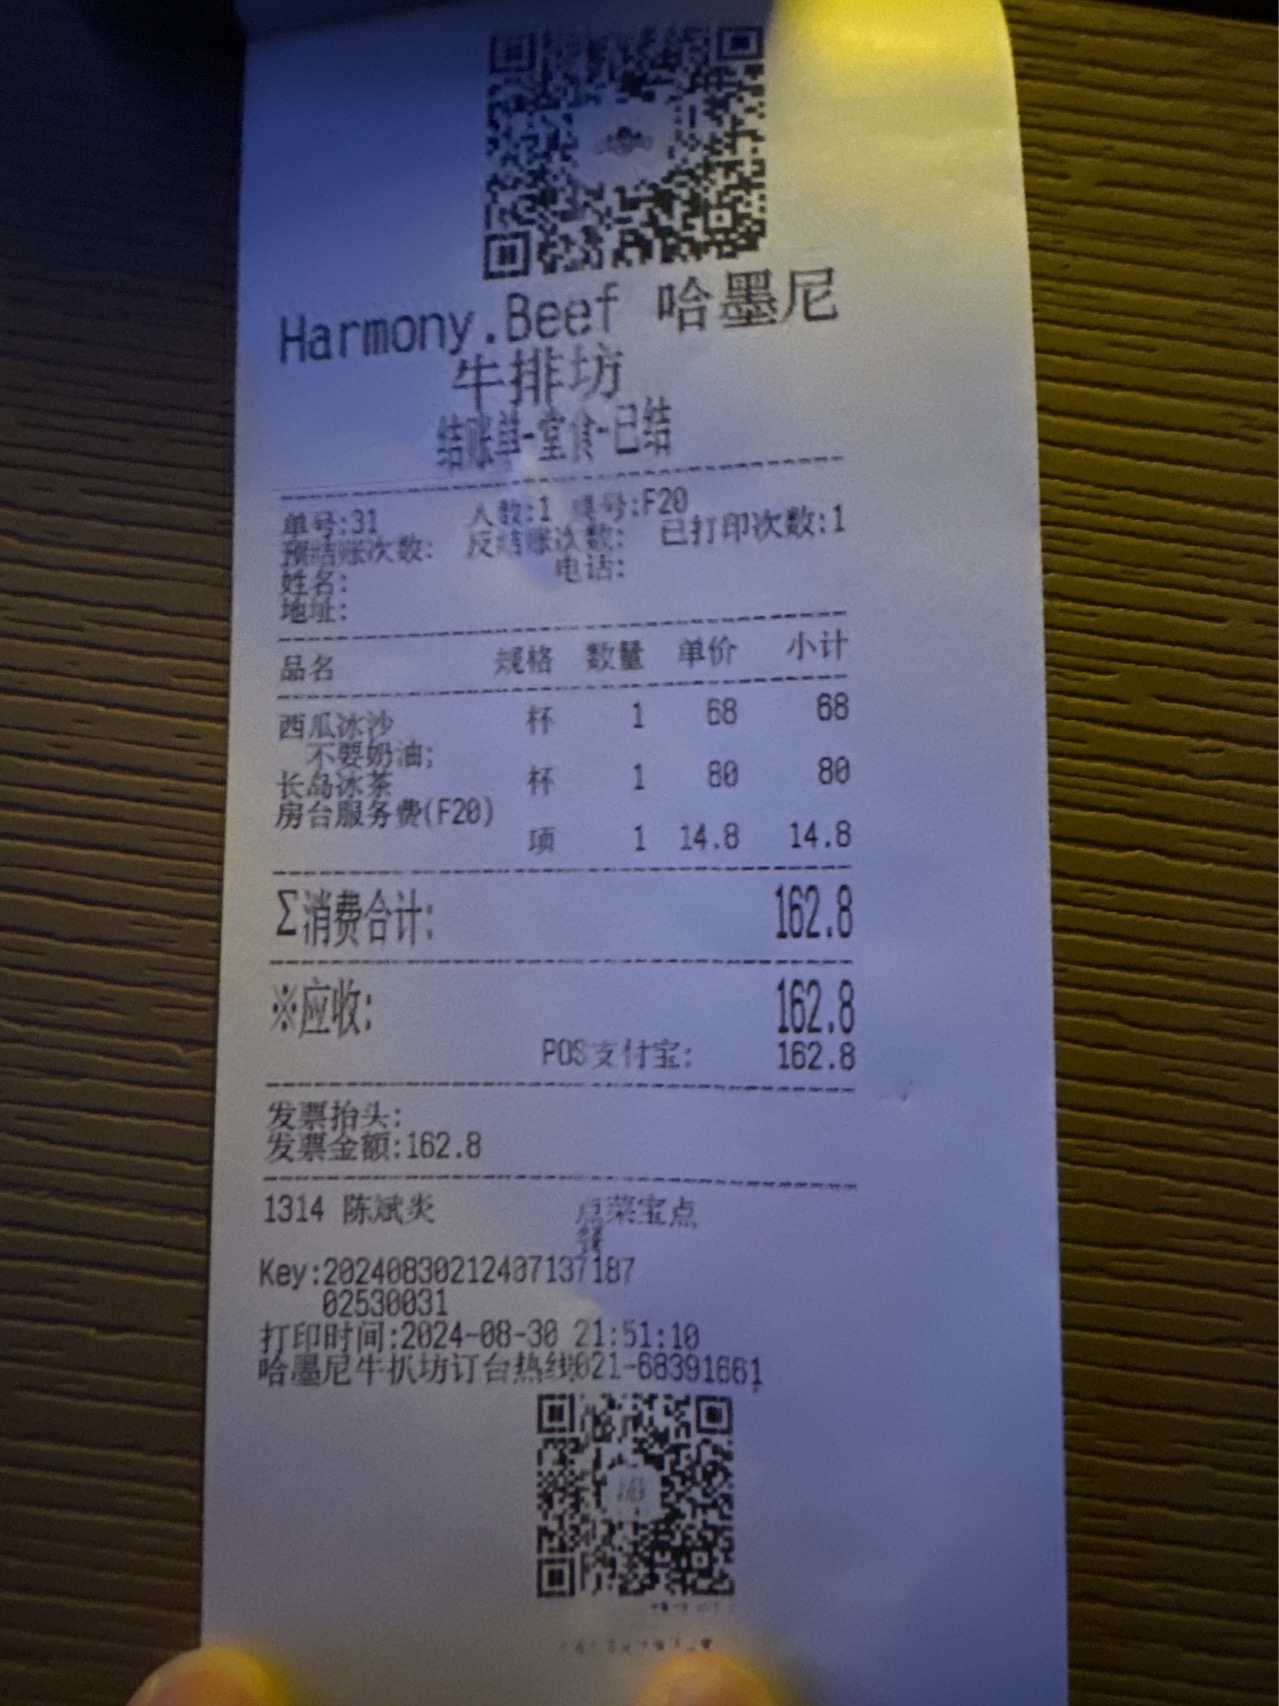 Harmony.Beef 哈墨尼
牛排坊
结账单-堂食-已结
单号:31 人数:1 桌号:F20
预结账次数: 反结账次数: 已打印次数:1
姓名: 电话:
地址:
品名 规格 数量 单价 小计
西瓜冰沙 杯 1 68 68
不要奶油;
长岛冰茶 杯 1 80 80
房台服务费(F20)
项 1 14.8 14.8
Σ消费合计: 162.8
※应收: 162.8
POS支付宝: 162.8
发票抬头:
发票金额:162.8
1314 陈斌炎 点菜宝点
餐
Key:20240830212407137187
02530031
打印时间:2024-08-30 21:51:10
哈墨尼牛扒坊订台热线021-68391661